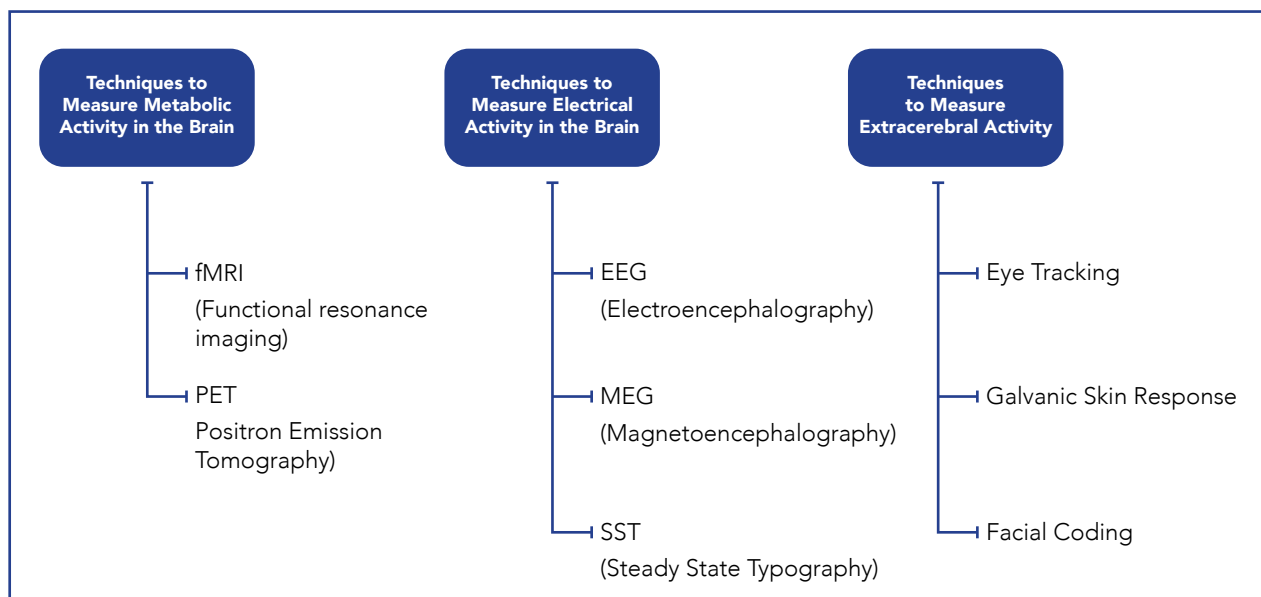 Techniques to
Measure Metabolic
Activity in the Brain
fMRI
(Functional resonance
imaging)
PET
Positron Emission
Tomography)
Techniques to
Measure Electrical
Activity in the Brain
EEG
(Electroencephalography)
MEG
(Magnetoencephalography)
SST
(Steady State Typography)
Techniques
to Measure
Extracerebral Activity
Eye Tracking
Galvanic Skin Response
Facial Coding